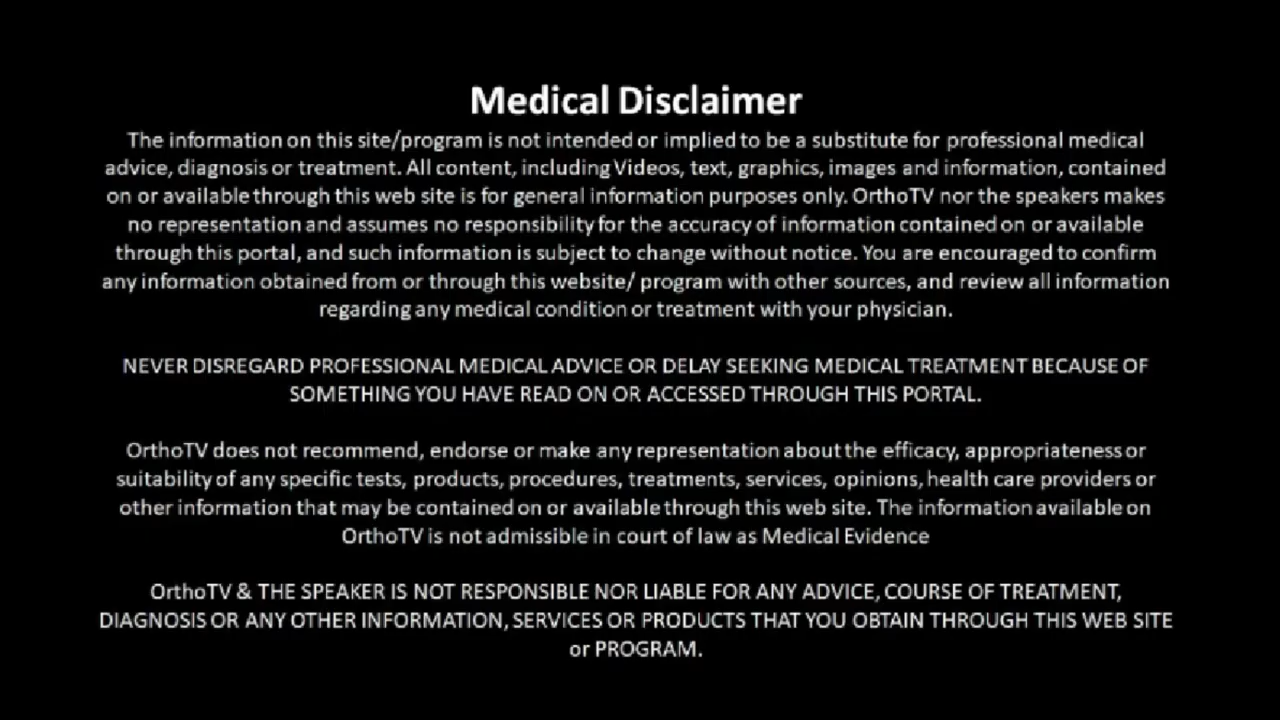 Medical Disclaimer
The information on this site/program is not intended or implied to be a substitute for professional medical
advice, diagnosis or treatment. All content, including Videos, text, graphics, images and information, contained
on or available through this web site is for general information purposes only. OrthoTV nor the speakers makes
no representation and assumes no responsibility for the accuracy of information contained on or available
through this portal, and such information is subject to change without notice. You are encouraged to confirm
any information obtained from or through this website/ program with other sources, and review all information
regarding any medical condition or treatment with your physician.
NEVER DISREGARD PROFESSIONAL MEDICAL ADVICE OR DELAY SEEKING MEDICAL TREATMENT BECAUSE OF
SOMETHING YOU HAVE READ ON OR ACCESSED THROUGH THIS PORTAL.
OrthoTV does not recommend, endorse or make any representation about the efficacy, appropriateness or
suitability of any specific tests, products, procedures, treatments, services, opinions, health care providers or
other information that may be contained on or available through this web site. The information available on
OrthoTV is not admissible in court of law as Medical Evidence
OrthoTV & THE SPEAKER IS NOT RESPONSIBLE NOR LIABLE FOR ANY ADVICE, COURSE OF TREATMENT,
DIAGNOSIS OR ANY OTHER INFORMATION, SERVICES OR PRODUCTS THAT YOU OBTAIN THROUGH THIS WEB SITE
or PROGRAM.